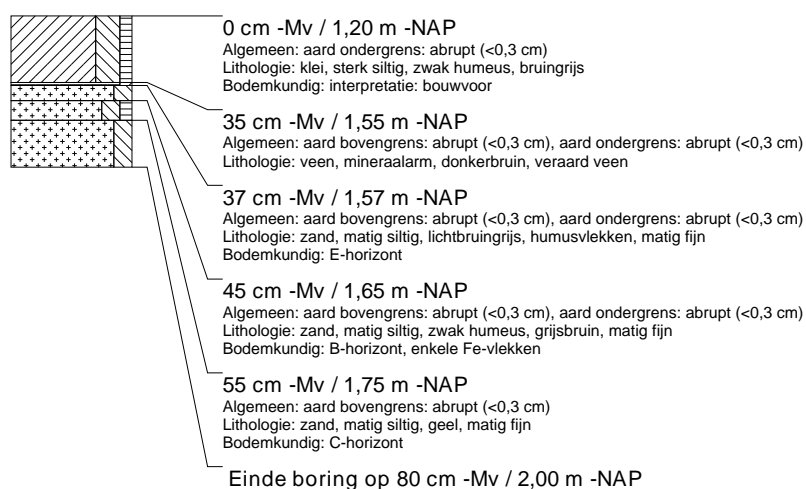 0 cm -Mv / 1,20 m -NAP
Algemeen: aard ondergrens: abrupt (<0,3 cm)
Lithologie: klei, sterk siltig, zwak humeus, bruingrijs
Bodemkundig: interpretatie: bouwvoor
35 cm -Mv / 1,55 m -NAP
Algemeen: aard bovengrens: abrupt (<0,3 cm), aard ondergrens: abrupt (<0,3 cm)
Lithologie: veen, mineraalarm, donkerbruin, veraard veen
37 cm -Mv / 1,57 m -NAP
Algemeen: aard bovengrens: abrupt (<0,3 cm), aard ondergrens: abrupt (<0,3 cm)
Lithologie: zand, matig siltig, lichtbruingrijs, humusvlekken, matig fijn
Bodemkundig: E-horizont
45 cm -Mv / 1,65 m -NAP
Algemeen: aard bovengrens: abrupt (<0,3 cm), aard ondergrens: abrupt (<0,3 cm)
Lithologie: zand, matig siltig, zwak humeus, grijsbruin, matig fijn
Bodemkundig: B-horizont, enkele Fe-vlekken
55 cm -Mv / 1,75 m -NAP
Algemeen: aard bovengrens: abrupt (<0,3 cm)
Lithologie: zand, matig siltig, geel, matig fijn
Bodemkundig: C-horizont
Einde boring op 80 cm -Mv / 2,00 m -NAP